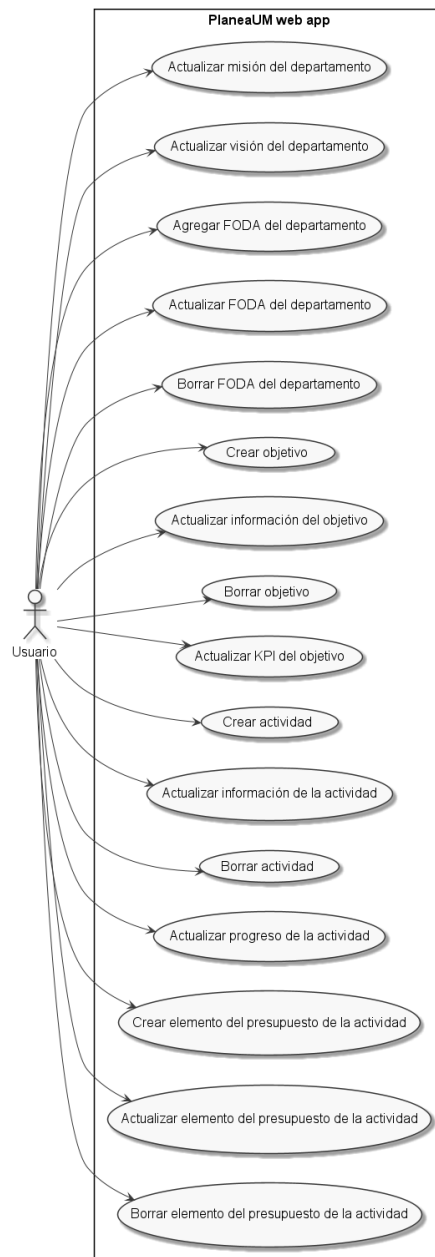 PlaneaUM web app
Actualizar misión del departamento
Actualizar visión del departamento
Agregar FODA del departamento
Actualizar FODA del departamento
Borrar FODA del departamento
Crear objetivo
Actualizar información del objetivo
Borrar objetivo
Usuario
Actualizar KPI del objetivo
Crear actividad
Actualizar información de la actividad
Borrar actividad
Actualizar progreso de la actividad
Crear elemento del presupuesto de la actividad
Actualizar elemento del presupuesto de la actividad
Borrar elemento del presupuesto de la actividad